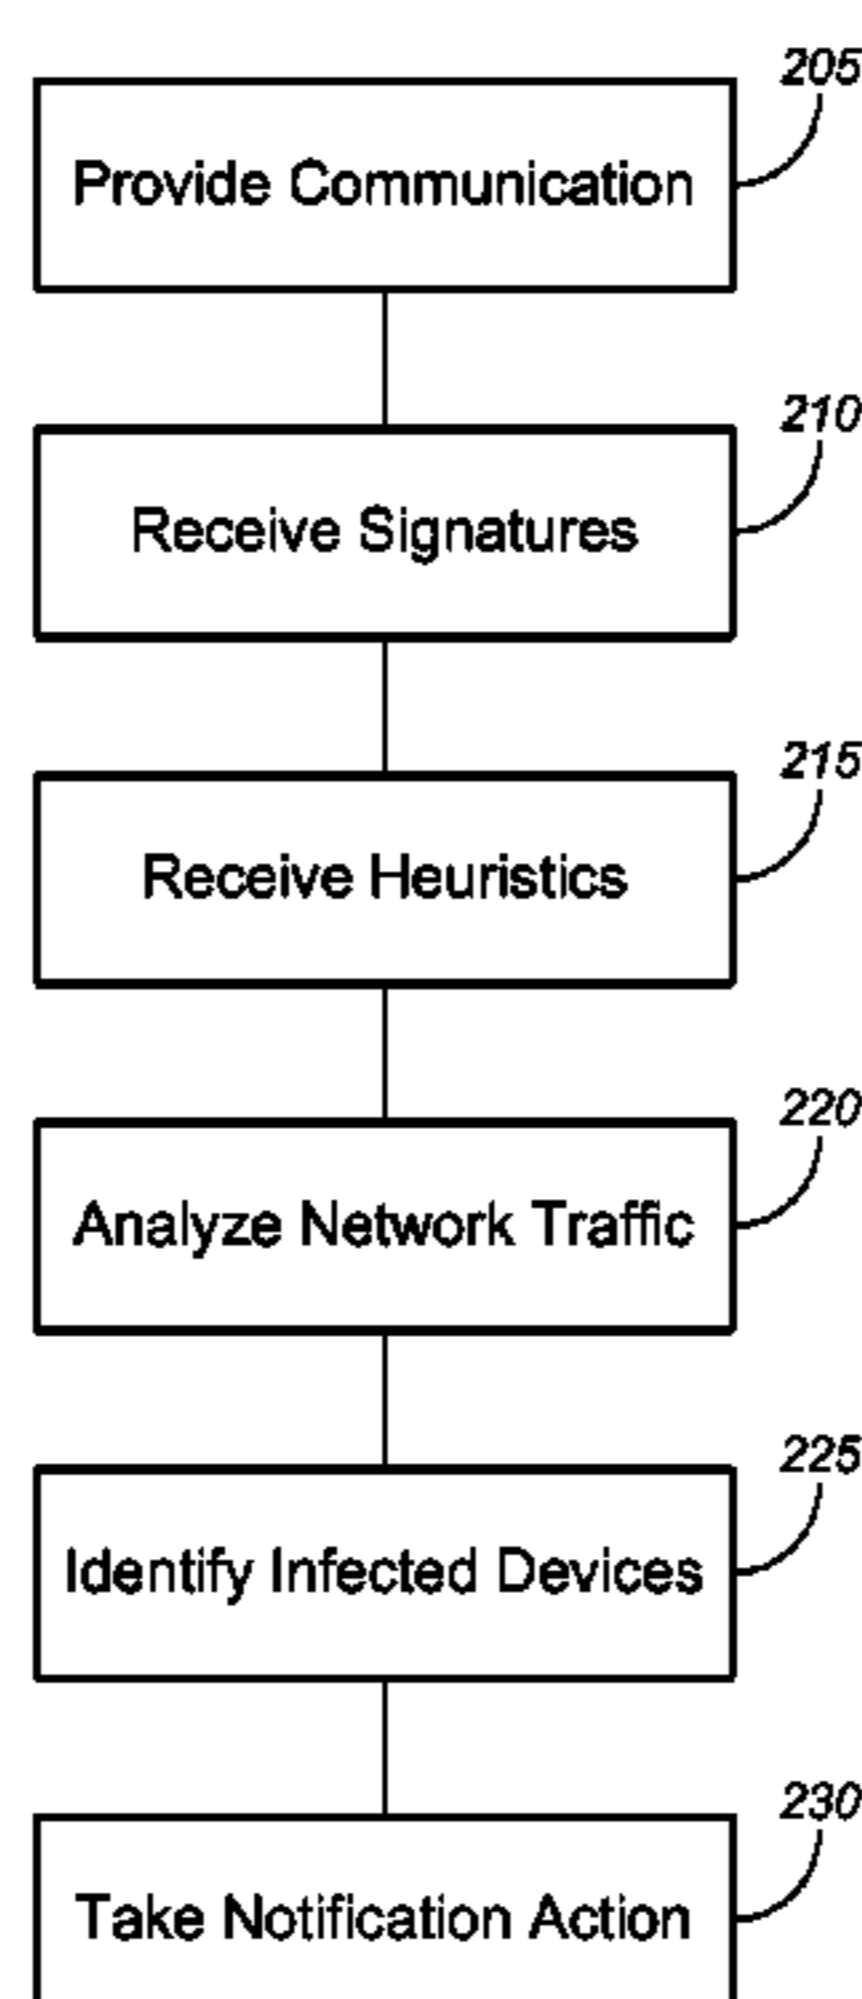 205
Provide Communication
210
Receive Signatures
215
Receive Heuristics
220
Analyze Network Traffic
225
Identify Infected Devices
230
Take Notification Action